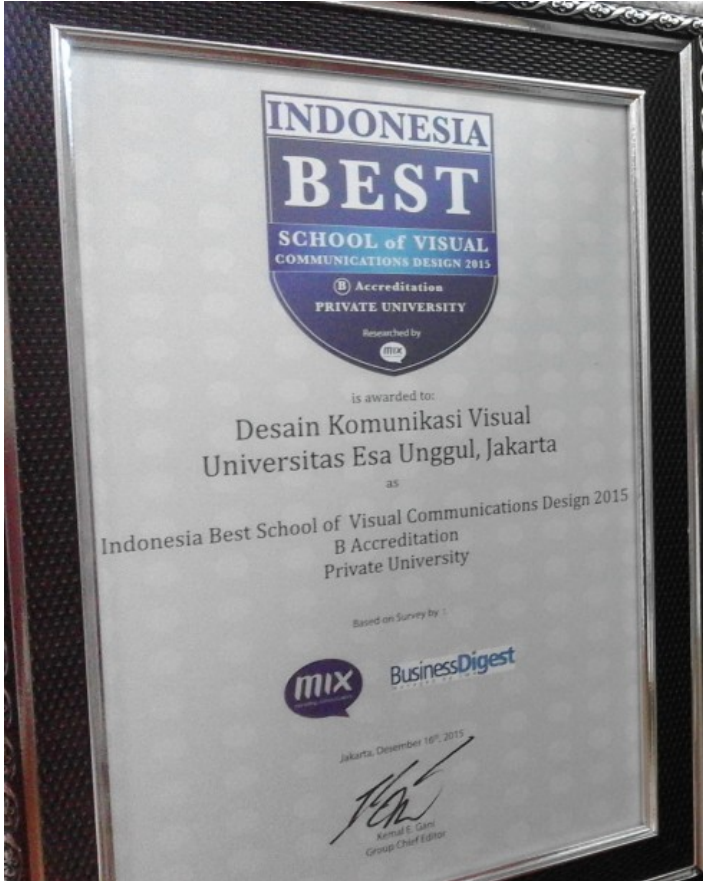 INDONESIA
BEST
SCHOOL of VISUAL
COMMUNICATIONS DESIGN 2015
B Accreditation
PRIVATE UNIVERSITY
Researched by
mix
is awarded to:
Desain Komunikasi Visual
Universitas Esa Unggul, Jakarta
as
Indonesia Best School of Visual Communications Design 2015
B Accreditation
Private University
Based on Survey by :
mix
BusinessDigest
Jakarta, Desember 16th, 2015
Kemal E. Gani
Group Chief Editor